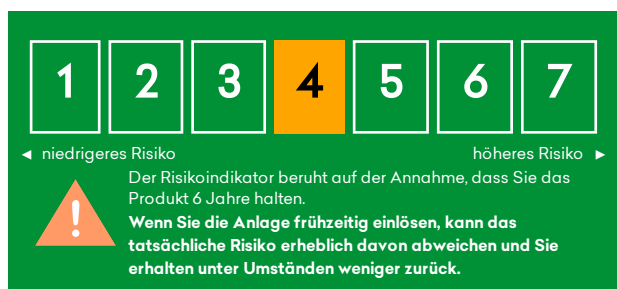 1 2 3 4 5 6 7
◄ niedrigeres Risiko höheres Risiko ►
Der Risikoindikator beruht auf der Annahme, dass Sie das
Produkt 6 Jahre halten.
Wenn Sie die Anlage frühzeitig einlösen, kann das
tatsächliche Risiko erheblich davon abweichen und Sie
erhalten unter Umständen weniger zurück.
!